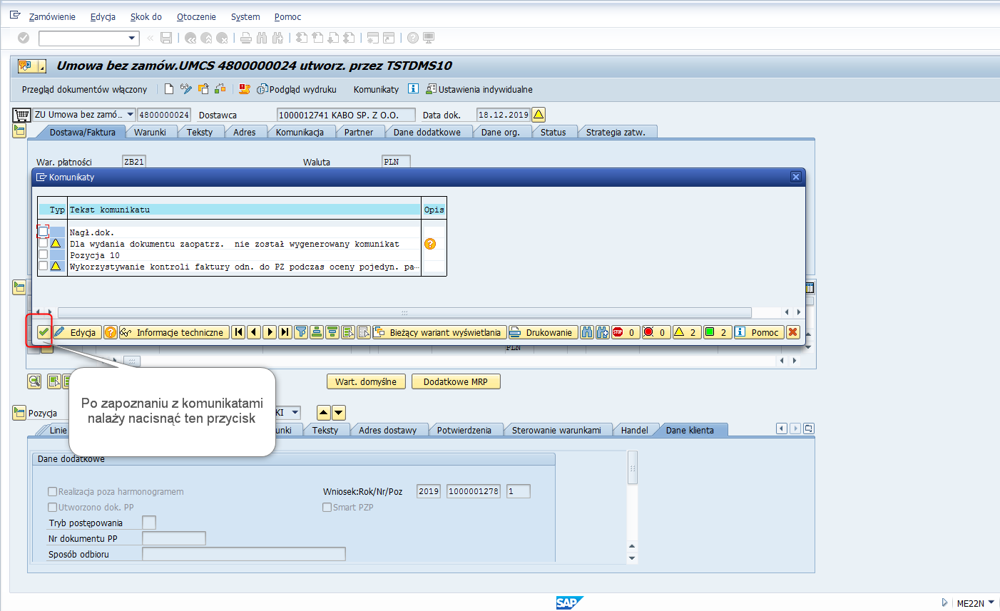 Zamówienie Edycja Skok do Otoczenie System Pomoc
Umowa bez zamów.UMCS 4800000024 utworz. przez TSTDMS10
Przegląd dokumentów włączony Podgląd wydruku Komunikaty Ustawienia indywidualne
ZU Umowa bez zamó... 4800000024 Dostawca 1000012741 KABO SP. Z O.O. Data dok. 18.12.2019
Dostawa/Faktura Warunki Teksty Adres Komunikacja Partner Dane dodatkowe Dane org. Status Strategia zatw.
War. płatności ZB21 Waluta PLN
Komunikaty
Typ Tekst komunikatu Opis
Nagł.dok.
Dla wydania dokumentu zaopatrz. nie został wygenerowany komunikat
Pozycja 10
Wykorzystywanie kontroli faktury odn. do PZ podczas oceny pojedyn. pa…
Edycja Informacje techniczne Bieżący wariant wyświetlania Drukowanie STOP 0 0 2 2 Pomoc
PLN
Po zapoznaniu z komunikatami
nalaży nacisnąć ten przycisk
Wart. domyślne Dodatkowe MRP
Pozycja KI
Linie unki Teksty Adres dostawy Potwierdzenia Sterowanie warunkami Handel Dane klienta
Dane dodatkowe
Realizacja poza harmonogramem Wniosek:Rok/Nr/Poz 2019 1000001278 1
Utworzono dok. PP Smart PZP
Tryb postępowania
Nr dokumentu PP
Sposób odbioru
SAP ME22N